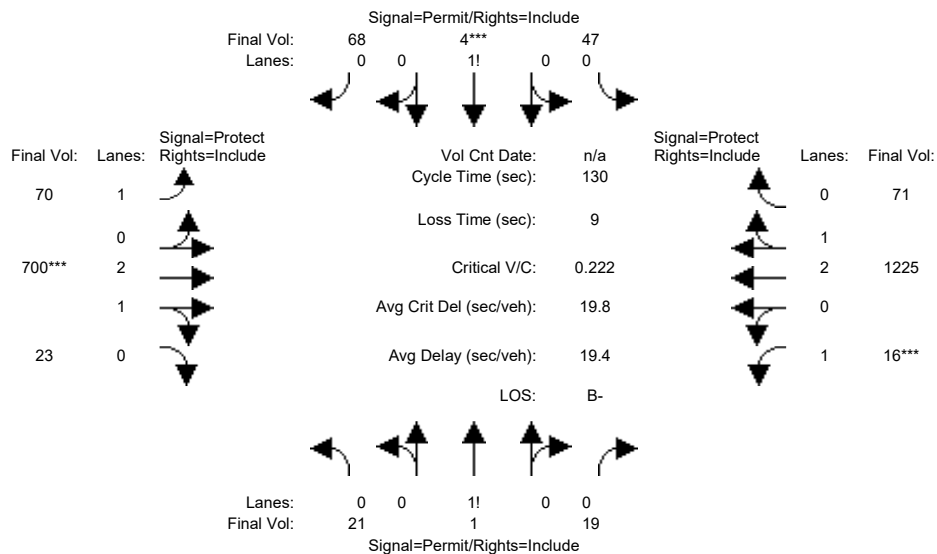 Signal=Permit/Rights=Include
Final Vol: 68 4*** 47
Lanes: 0 0 1! 0 0
Signal=Protect
Final Vol: Lanes: Rights=Include
Vol Cnt Date: n/a
Signal=Protect
Rights=Include Lanes: Final Vol:
Cycle Time (sec): 130
70 1
0 71
Loss Time (sec): 9
0
1
700*** 2
Critical V/C: 0.222
2 1225
1
Avg Crit Del (sec/veh): 19.8
0
23 0
Avg Delay (sec/veh): 19.4
1 16***
LOS: B-
Lanes: 0 0 1! 0 0
Final Vol: 21 1 19
Signal=Permit/Rights=Include